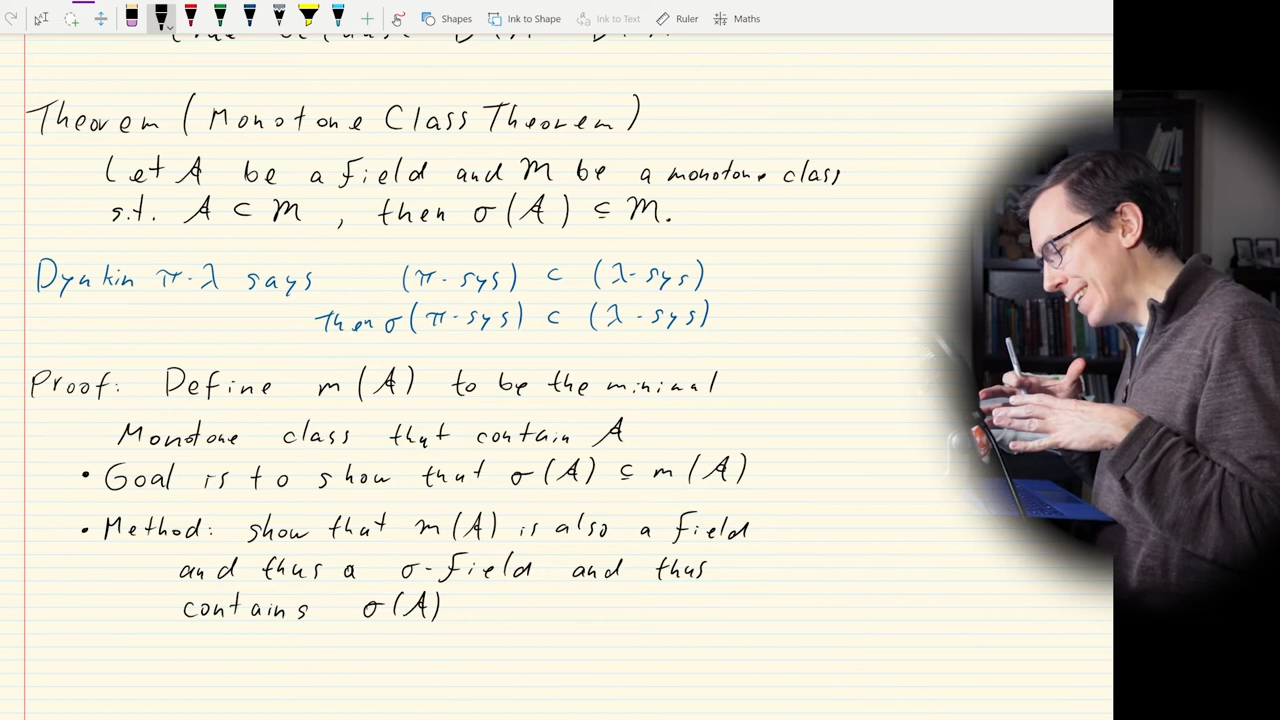 Shapes Ink to Shape Ink to Text Ruler Maths
Theorem (Monotone Class Theorem)
Let A be a field and M be a monotone class
s.t. A ⊂ M , then σ(A) ⊆ M.
Dynkin π-λ says (π-sys) ⊂ (λ-sys)
then σ(π-sys) ⊂ (λ-sys)
Proof: Define m(A) to be the minimal
Monotone class that contain A
• Goal is to show that σ(A) ⊆ m(A)
• Method: show that m(A) is also a field
and thus a σ-field and thus
contains σ(A)